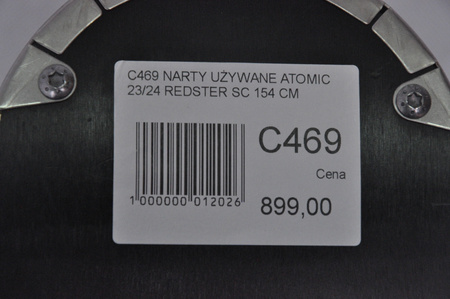 C469 NARTY UŻYWANE ATOMIC
23/24 REDSTER SC 154 CM
C469
Cena
1 000000 012026
899,00